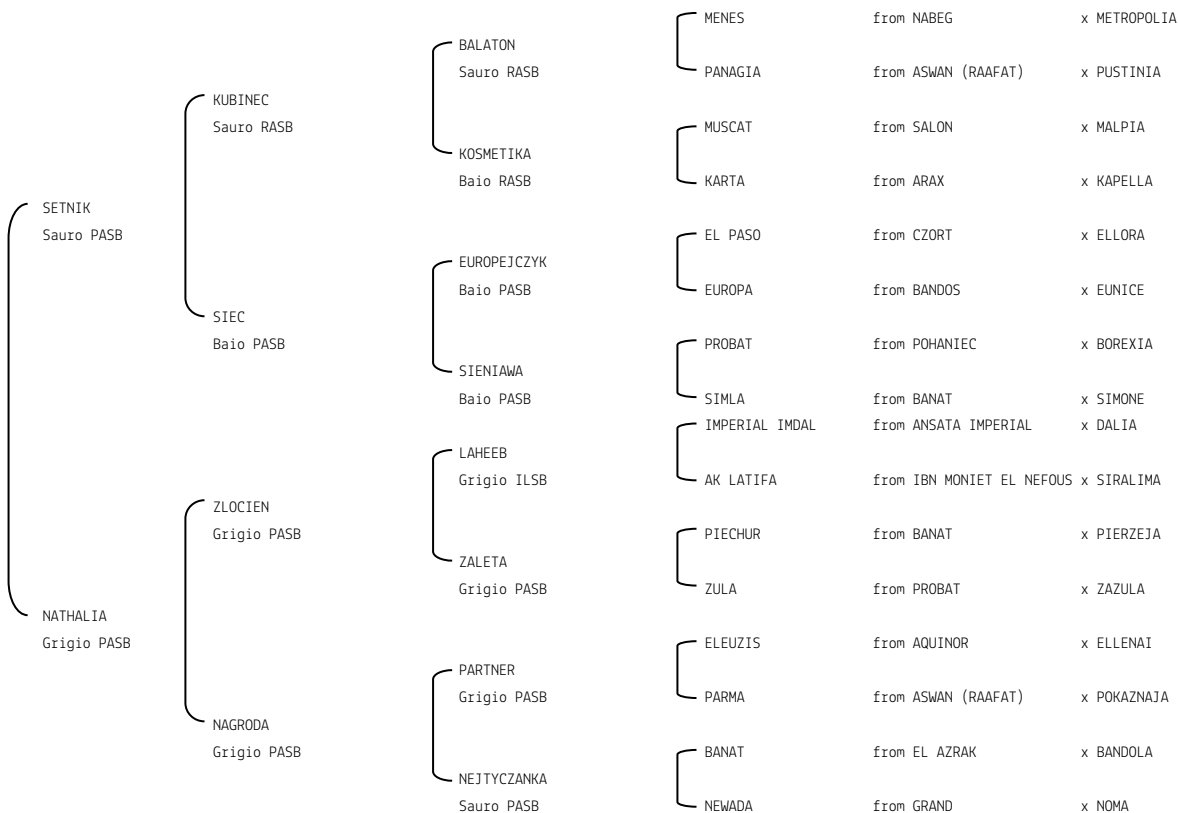 MENES from NABEG x METROPOLIA
BALATON
Sauro RASB
PANAGIA from ASWAN (RAAFAT) x PUSTINIA
KUBINEC
Sauro RASB
MUSCAT from SALON x MALPIA
KOSMETIKA
Baio RASB
KARTA from ARAX x KAPELLA
SETNIK
Sauro PASB
EL PASO from CZORT x ELLORA
EUROPEJCZYK
Baio PASB
EUROPA from BANDOS x EUNICE
SIEC
Baio PASB
PROBAT from POHANIEC x BOREXIA
SIENIAWA
Baio PASB
SIMLA from BANAT x SIMONE
IMPERIAL IMDAL from ANSATA IMPERIAL x DALIA
LAHEEB
Grigio ILSB
AK LATIFA from IBN MONIET EL NEFOUS x SIRALIMA
ZLOCIEN
Grigio PASB
PIECHUR from BANAT x PIERZEJA
ZALETA
Grigio PASB
ZULA from PROBAT x ZAZULA
NATHALIA
Grigio PASB
ELEUZIS from AQUINOR x ELLENAI
PARTNER
Grigio PASB
PARMA from ASWAN (RAAFAT) x POKAZNAJA
NAGRODA
Grigio PASB
BANAT from EL AZRAK x BANDOLA
NEJTYCZANKA
Sauro PASB
NEWADA from GRAND x NOMA